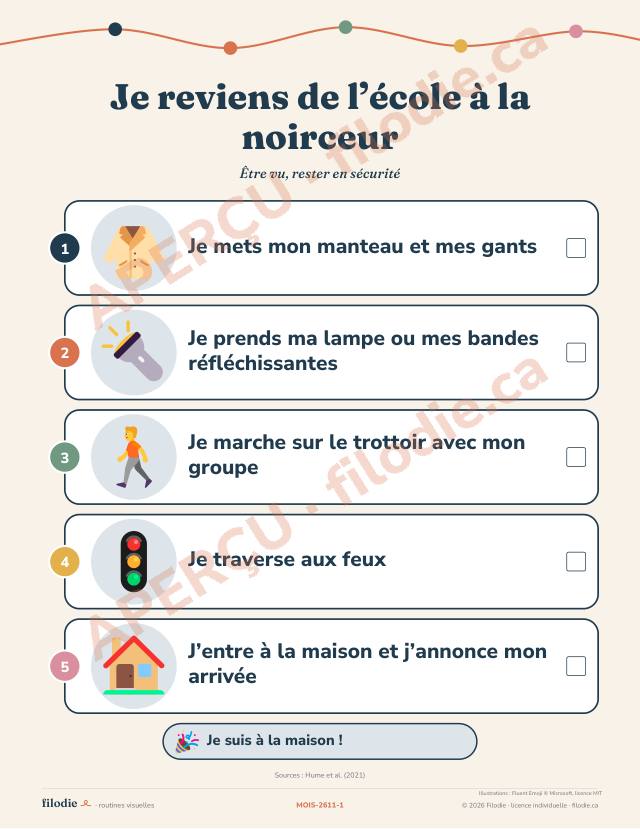 Je reviens de l’école à la
noirceur
Être vu, rester en sécurité
1
Je mets mon manteau et mes gants
2
Je prends ma lampe ou mes bandes
réfléchissantes
3
Je marche sur le trottoir avec mon
groupe
4
Je traverse aux feux
5
J’entre à la maison et j’annonce mon
arrivée
Je suis à la maison !
Sources : Hume et al. (2021)
Illustrations : Fluent Emoji © Microsoft, licence MIT
filodie · routines visuelles
MOIS-2611-1
© 2026 Filodie · licence individuelle · filodie.ca
APERÇU · filodie.ca
APERÇU · filodie.ca